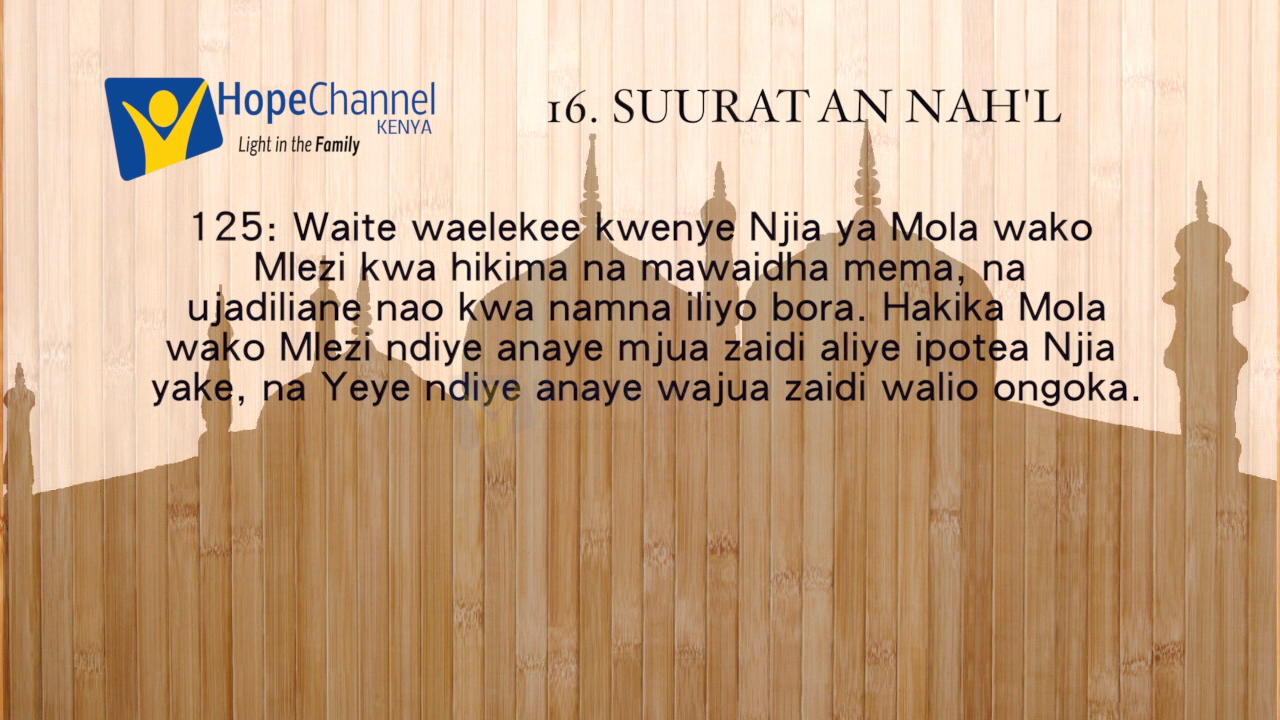 HopeChannel
KENYA
Light in the Family
16. SUURAT AN NAH'L
125: Waite waelekee kwenye Njia ya Mola wako
Mlezi kwa hikima na mawaidha mema, na
ujadiliane nao kwa namna iliyo bora. Hakika Mola
wako Mlezi ndiye anaye mjua zaidi aliye ipotea Njia
yake, na Yeye ndiye anaye wajua zaidi walio ongoka.